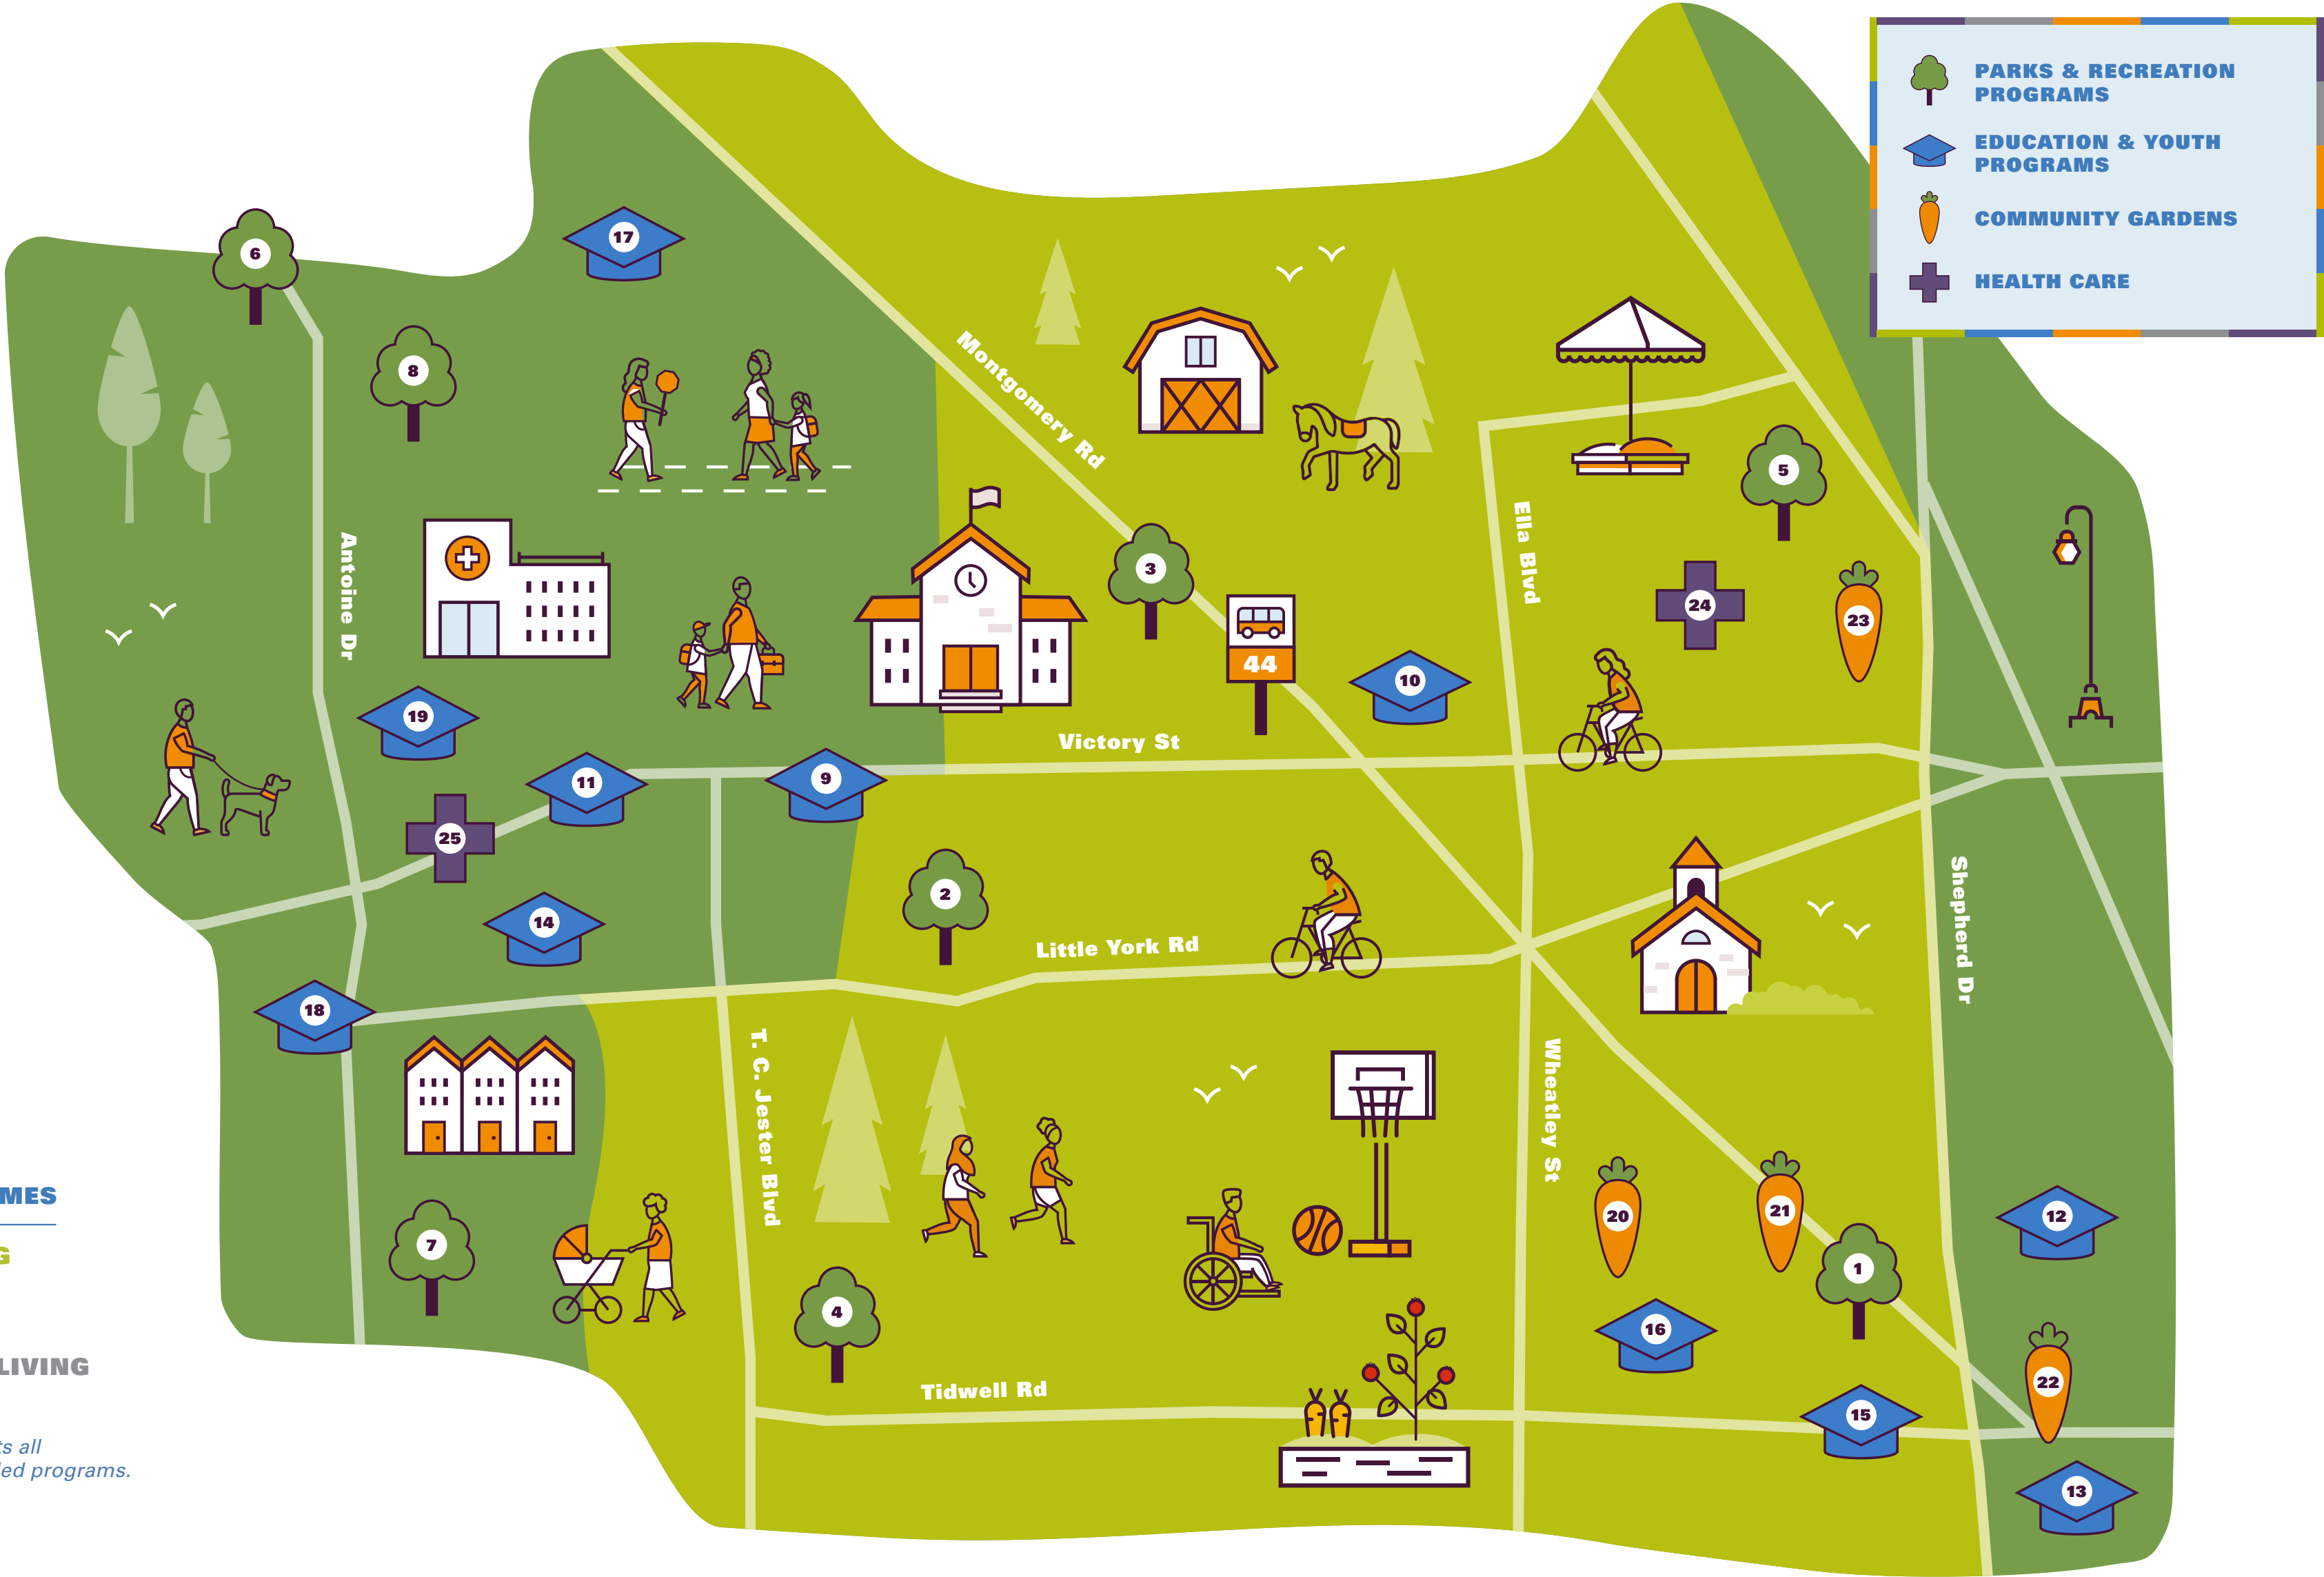 PARKS & RECREATION
PROGRAMS
EDUCATION & YOUTH
PROGRAMS
COMMUNITY GARDENS
HEALTH CARE
17
6
8
Montgomery Rd
5
Ella Blvd
Antoine Dr
3
24
23
44
10
19
Victory St
11
9
25
2
14
Little York Rd
Shepherd Dr
18
T. C. Jester Blvd
Wheatley St
MES
20
21
12
G
7
1
4
16
LIVING
22
Tidwell Rd
15
ts all
ed programs.
13